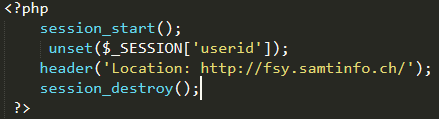 <?php
session_start();
unset($_SESSION['userid']);
header('Location: http://fsy.samtinfo.ch/');
session_destroy();
?>